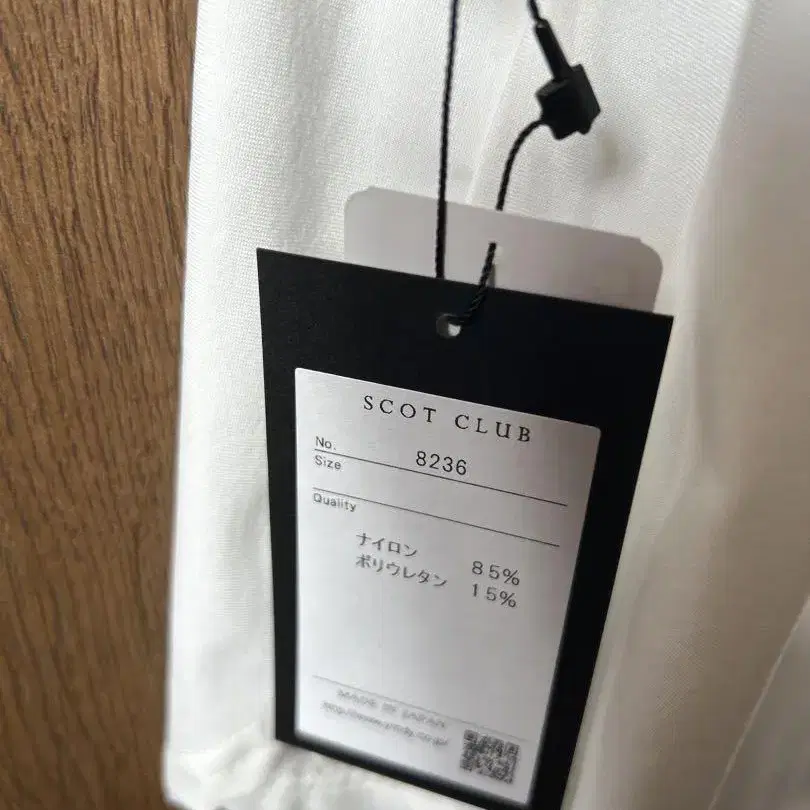 SCOT CLUB
No. 8236
Size
Quality
ナイロン 85%
ポリウレタン 15%
MADE IN JAPAN